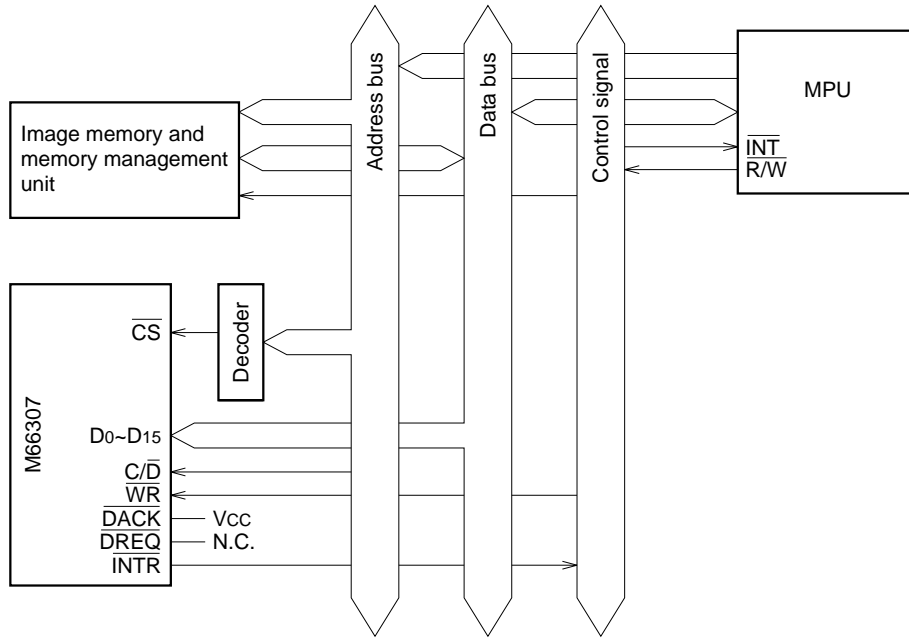 Address bus
Data bus
Control signal
MPU
INT
R/W
Image memory and
memory management
unit
M66307
CS
Decoder
D0~D15
C/D
WR
DACK
VCC
DREQ
N.C.
INTR